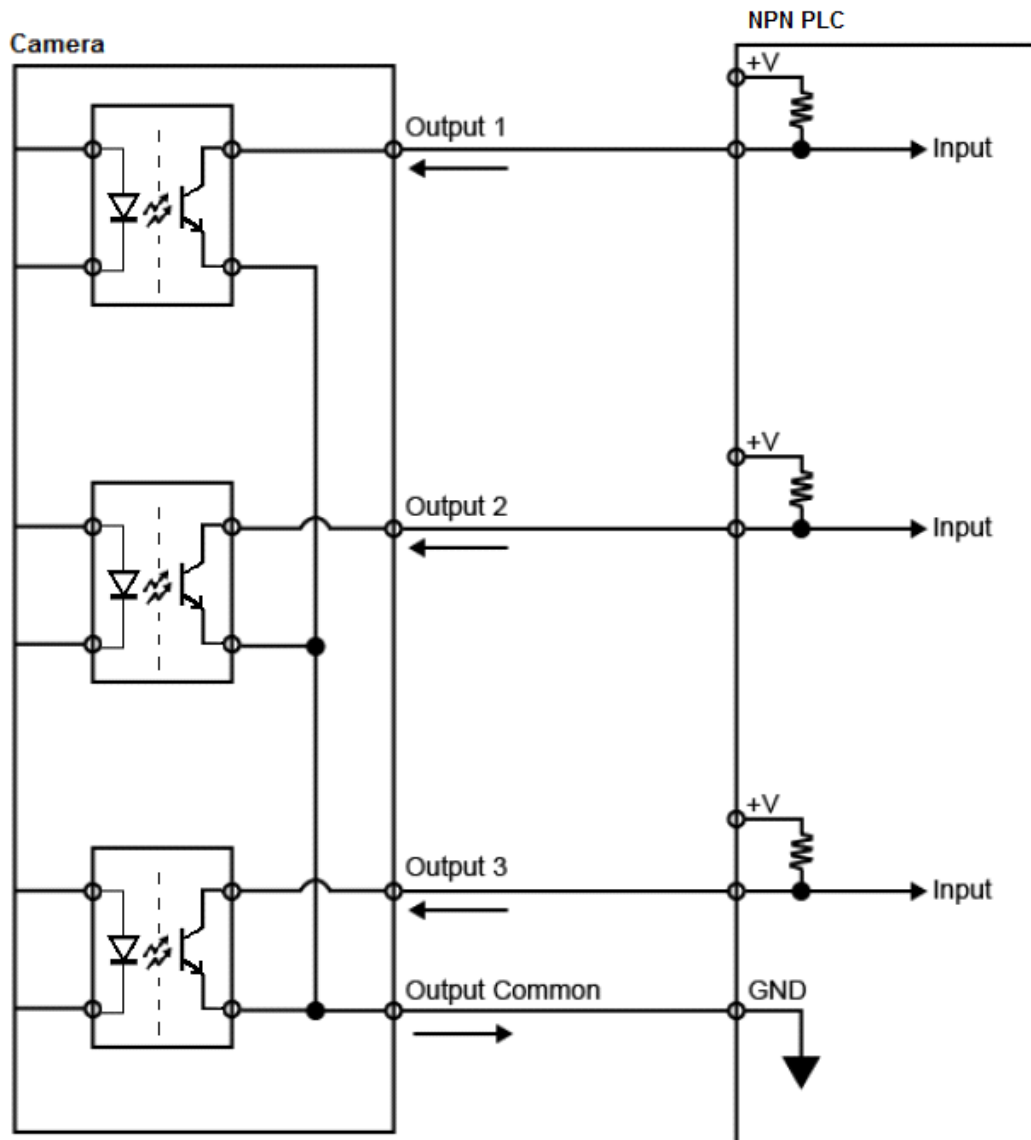 NPN PLC
Camera
+V
Output 1
Input
+V
Output 2
Input
+V
Output 3
Input
Output Common
GND